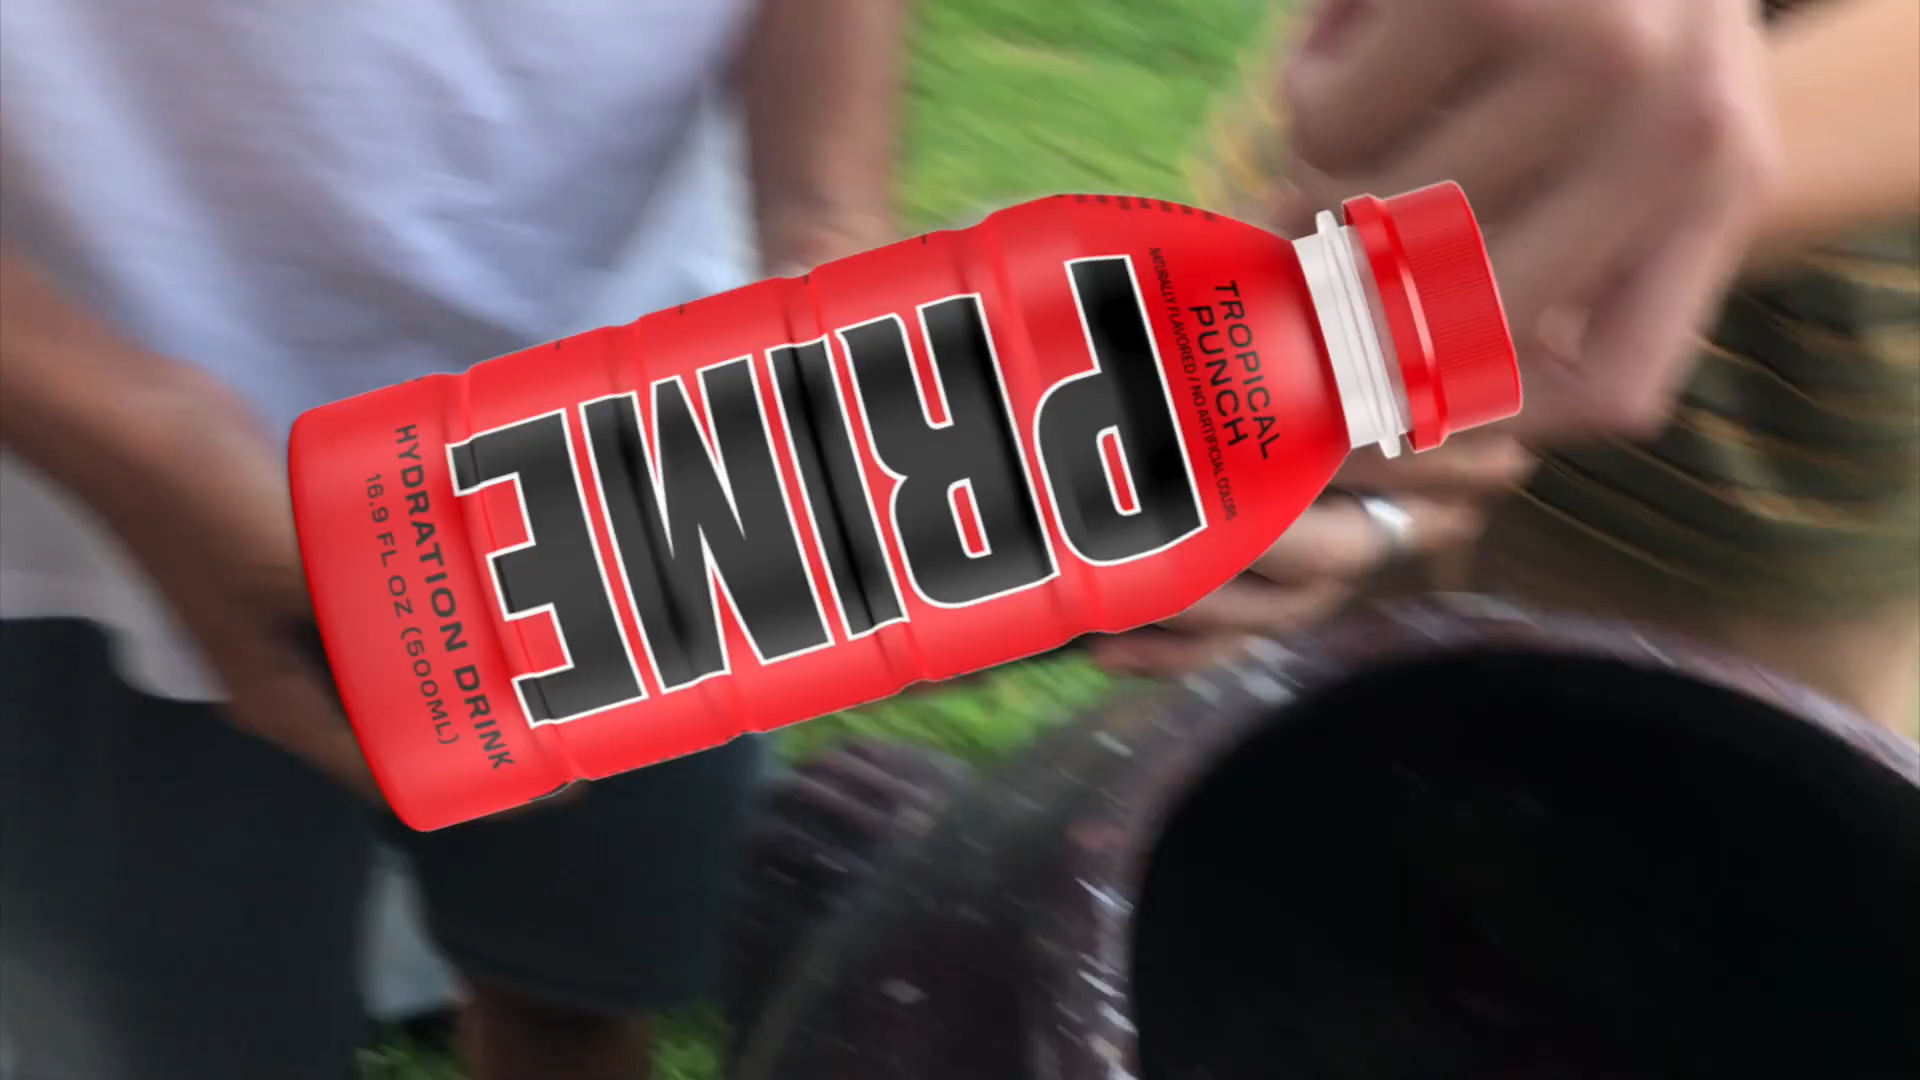 TROPICAL
PUNCH
NATURALLY FLAVORED / NO ARTIFICIAL COLORS
PRIME
HYDRATION DRINK
16.9 FL OZ (500ML)